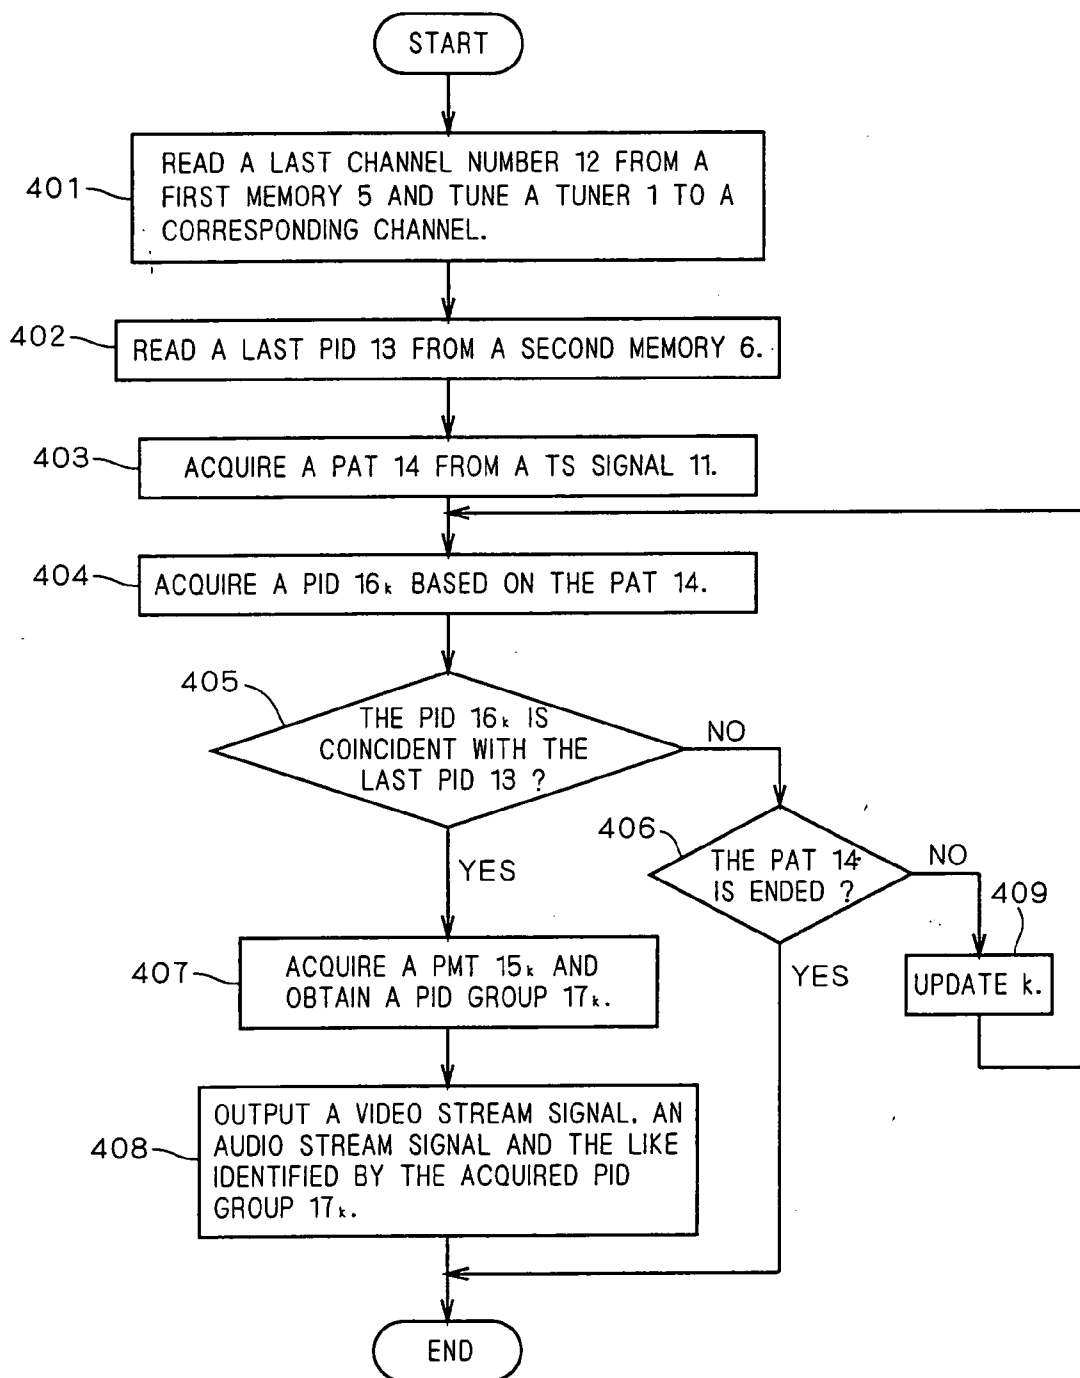 START
401
READ A LAST CHANNEL NUMBER 12 FROM A
FIRST MEMORY 5 AND TUNE A TUNER 1 TO A
CORRESPONDING CHANNEL.
402
READ A LAST PID 13 FROM A SECOND MEMORY 6.
403
ACQUIRE A PAT 14 FROM A TS SIGNAL 11.
404
ACQUIRE A PID 16k BASED ON THE PAT 14.
405
THE PID 16k IS
COINCIDENT WITH THE
LAST PID 13 ?
NO
YES
406
THE PAT 14
IS ENDED ?
NO
YES
409
UPDATE k.
407
ACQUIRE A PMT 15k AND
OBTAIN A PID GROUP 17k.
408
OUTPUT A VIDEO STREAM SIGNAL, AN
AUDIO STREAM SIGNAL AND THE LIKE
IDENTIFIED BY THE ACQUIRED PID
GROUP 17k.
END